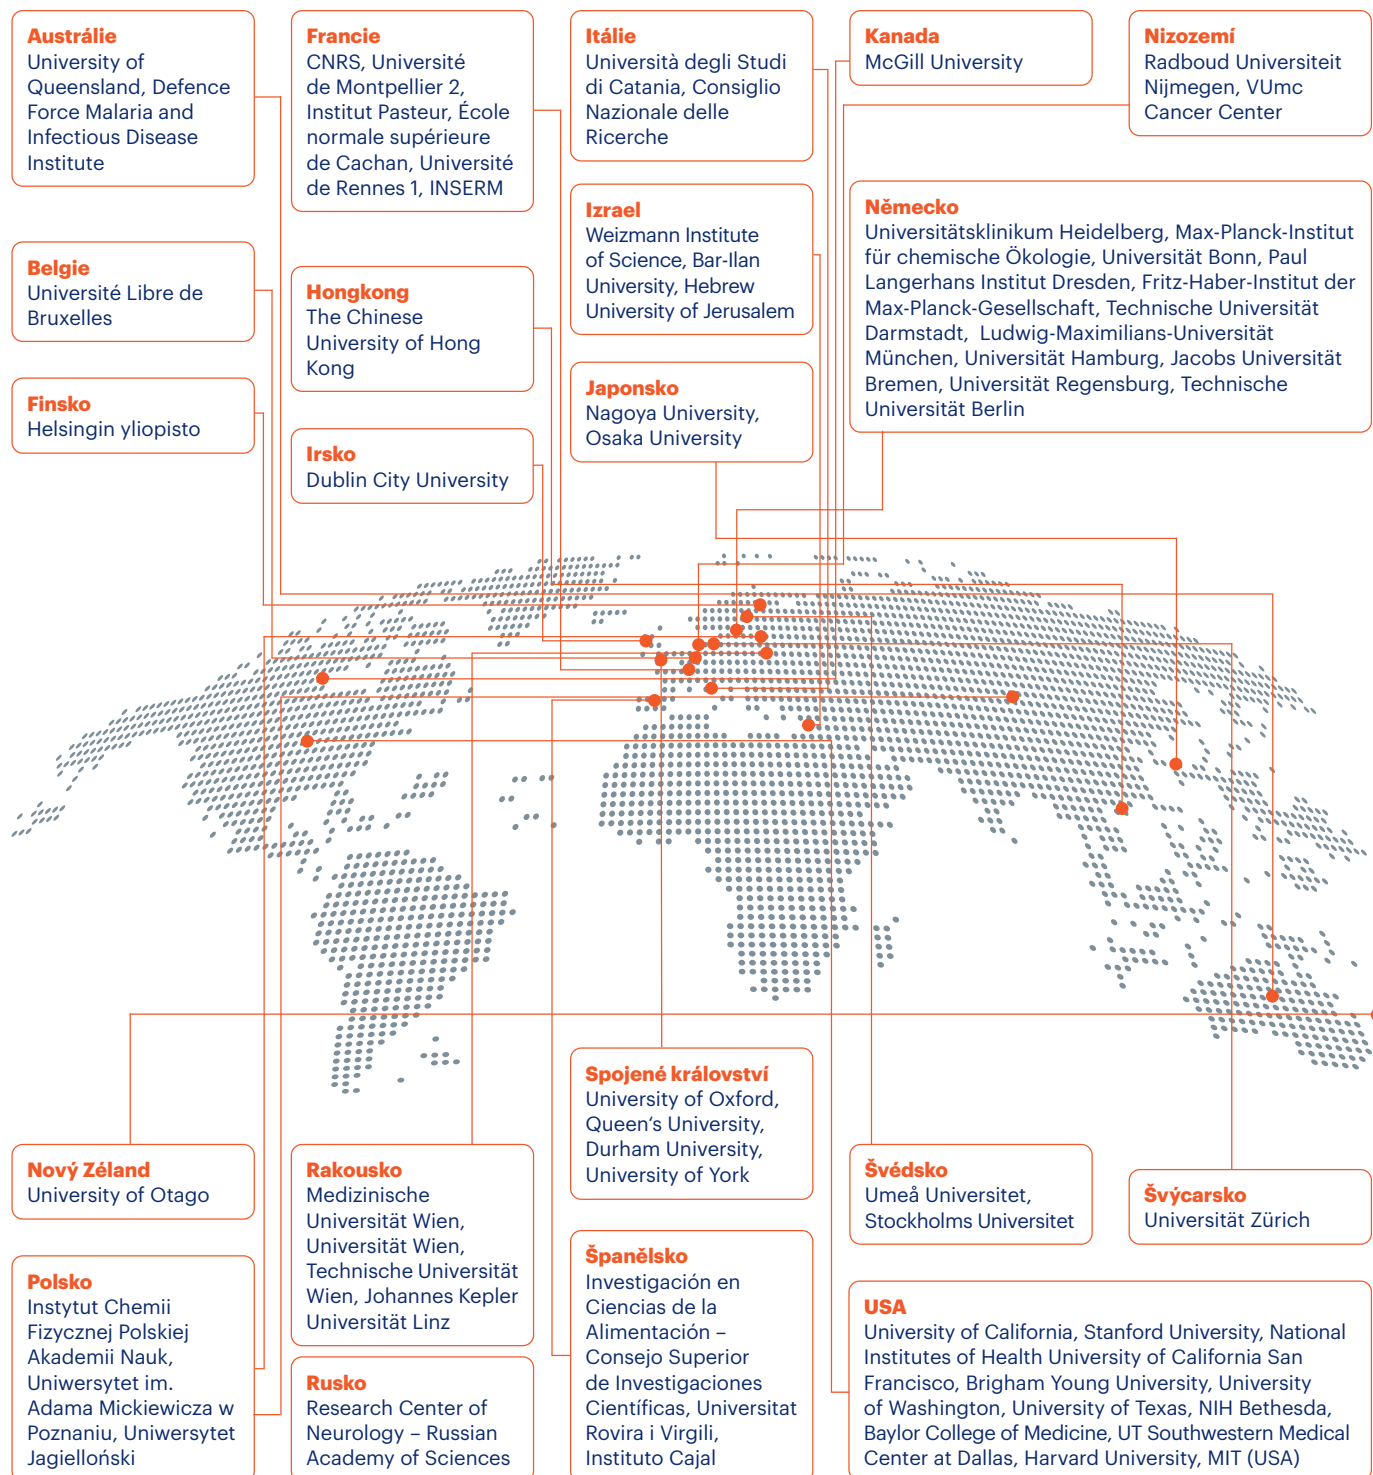 Austrálie
University of
Queensland, Defence
Force Malaria and
Infectious Disease
Institute
Belgie
Université Libre de
Bruxelles
Finsko
Helsingin yliopisto
Francie
CNRS, Université
de Montpellier 2,
Institut Pasteur, École
normale supérieure
de Cachan, Université
de Rennes 1, INSERM
Hongkong
The Chinese
University of Hong
Kong
Irsko
Dublin City University
Itálie
Università degli Studi
di Catania, Consiglio
Nazionale delle
Ricerche
Izrael
Weizmann Institute
of Science, Bar-Ilan
University, Hebrew
University of Jerusalem
Japonsko
Nagoya University,
Osaka University
Kanada
McGill University
Nizozemí
Radboud Universiteit
Nijmegen, VUmc
Cancer Center
Německo
Universitätsklinikum Heidelberg, Max-Planck-Institut
für chemische Ökologie, Universität Bonn, Paul
Langerhans Institut Dresden, Fritz-Haber-Institut der
Max-Planck-Gesellschaft, Technische Universität
Darmstadt, Ludwig-Maximilians-Universität
München, Universität Hamburg, Jacobs Universität
Bremen, Universität Regensburg, Technische
Universität Berlin
Nový Zéland
University of Otago
Polsko
Instytut Chemii
Fizycznej Polskiej
Akademii Nauk,
Uniwersytet im.
Adama Mickiewicza w
Poznaniu, Uniwersytet
Jagielloński
Rakousko
Medizinische
Universität Wien,
Universität Wien,
Technische Universität
Wien, Johannes Kepler
Universität Linz
Rusko
Research Center of
Neurology – Russian
Academy of Sciences
Spojené království
University of Oxford,
Queen‘s University,
Durham University,
University of York
Španělsko
Investigación en
Ciencias de la
Alimentación –
Consejo Superior
de Investigaciones
Científicas, Universitat
Rovira i Virgili,
Instituto Cajal
Švédsko
Umeå Universitet,
Stockholms Universitet
Švýcarsko
Universität Zürich
USA
University of California, Stanford University, National
Institutes of Health University of California San
Francisco, Brigham Young University, University
of Washington, University of Texas, NIH Bethesda,
Baylor College of Medicine, UT Southwestern Medical
Center at Dallas, Harvard University, MIT (USA)